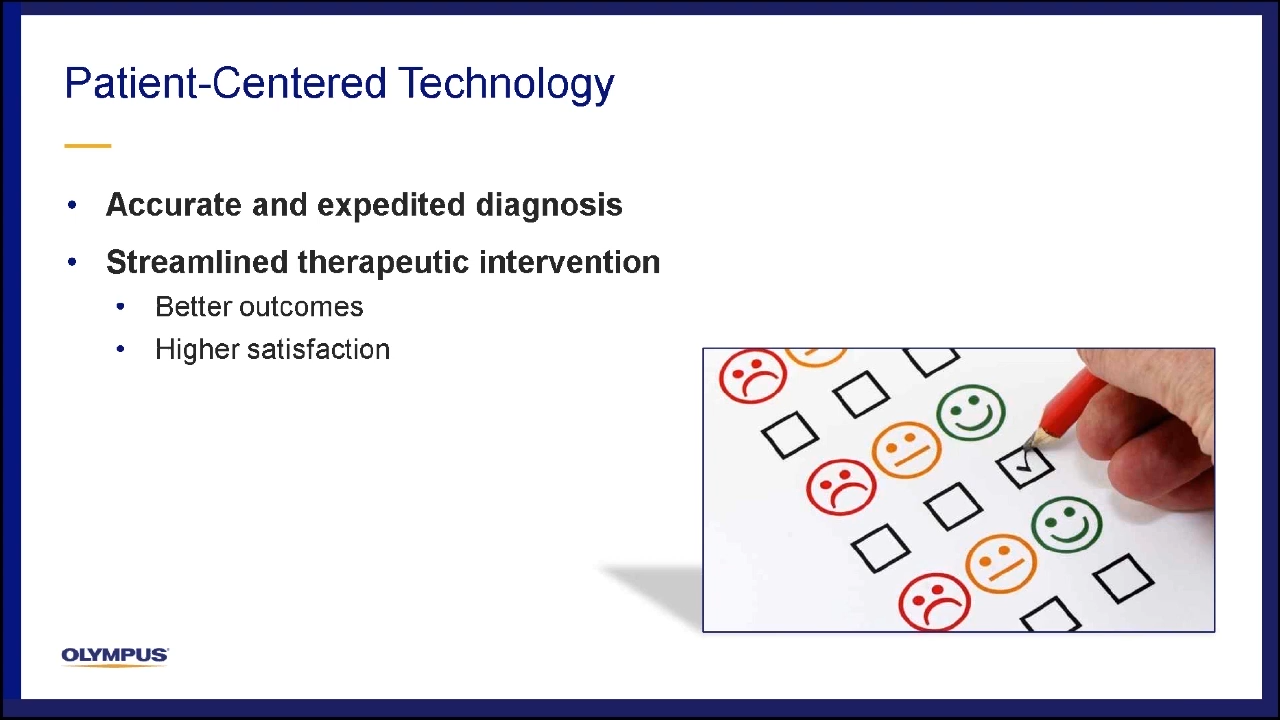 Patient-Centered Technology
• Accurate and expedited diagnosis
• Streamlined therapeutic intervention
• Better outcomes
• Higher satisfaction
OLYMPUS